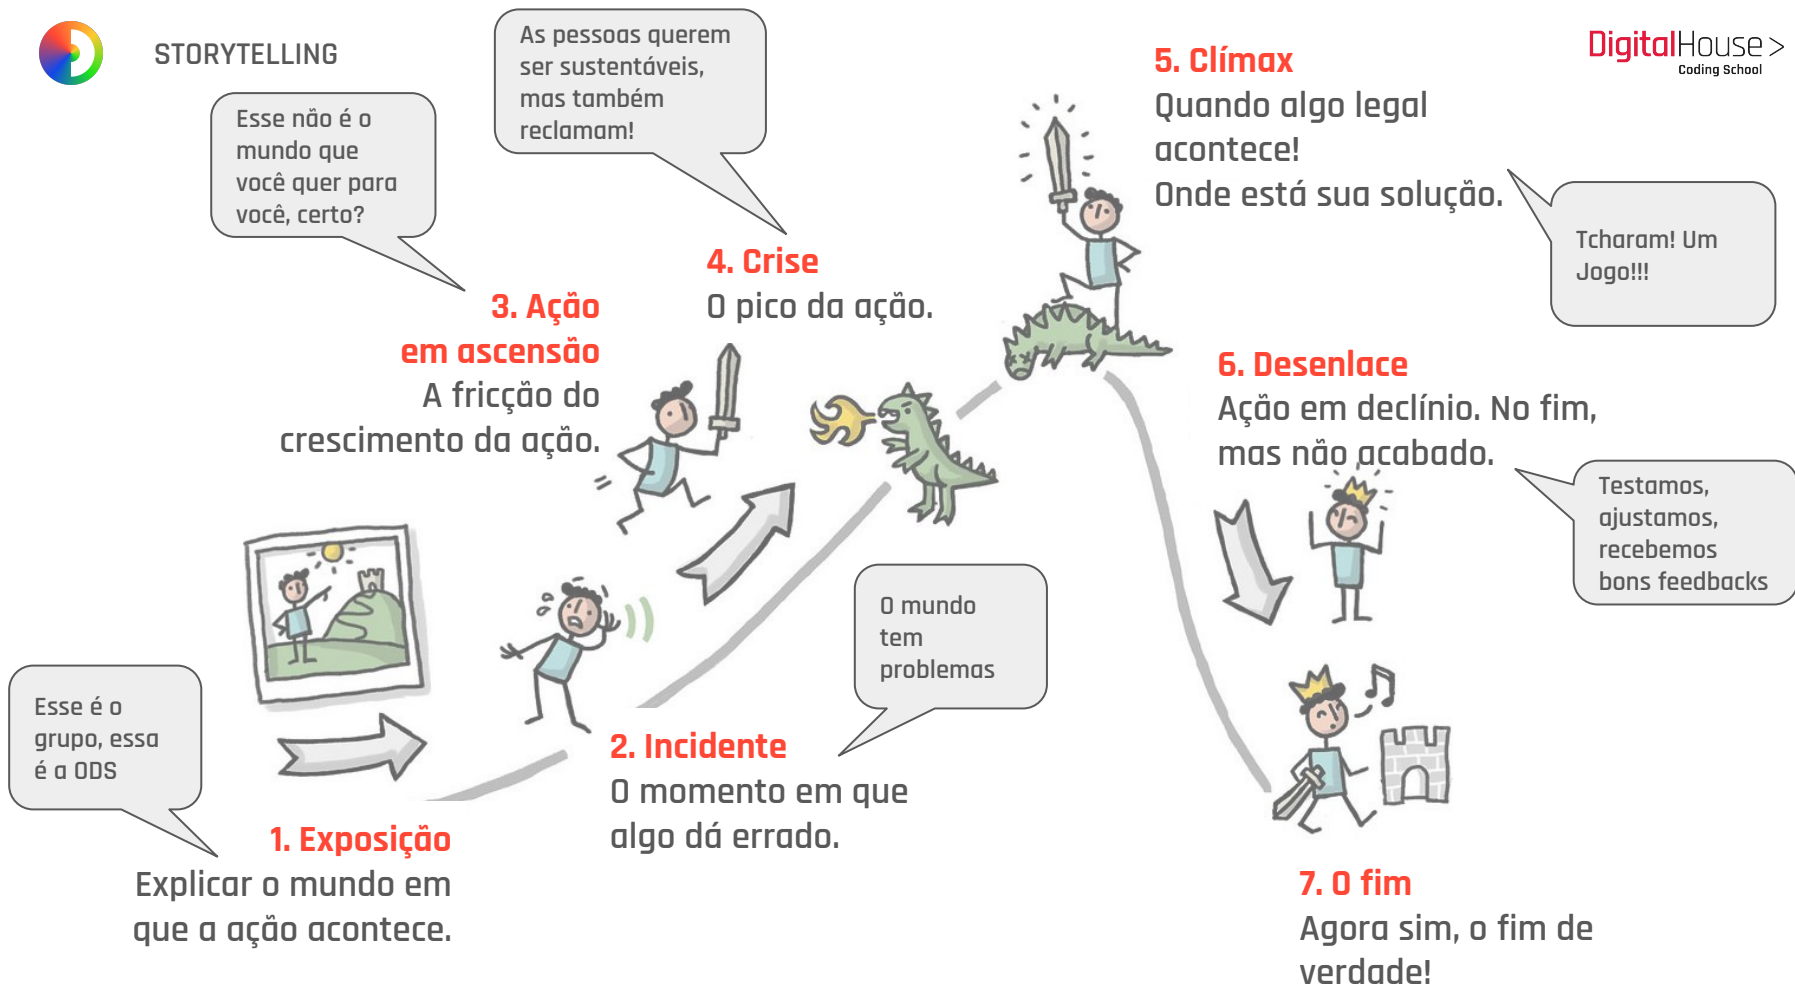 STORYTELLING
DigitalHouse >
Coding School
Esse é o
grupo, essa
é a ODS
1. Exposição
Explicar o mundo em
que a ação acontece.
O mundo
tem
problemas
2. Incidente
O momento em que
algo dá errado.
Esse não é o
mundo que
você quer para
você, certo?
3. Ação
em ascensão
A fricção do
crescimento da ação.
As pessoas querem
ser sustentáveis,
mas também
reclamam!
4. Crise
O pico da ação.
5. Clímax
Quando algo legal
acontece!
Onde está sua solução.
Tcharam! Um
Jogo!!!
6. Desenlace
Ação em declínio. No fim,
mas não acabado.
Testamos,
ajustamos,
recebemos
bons feedbacks
7. O fim
Agora sim, o fim de
verdade!